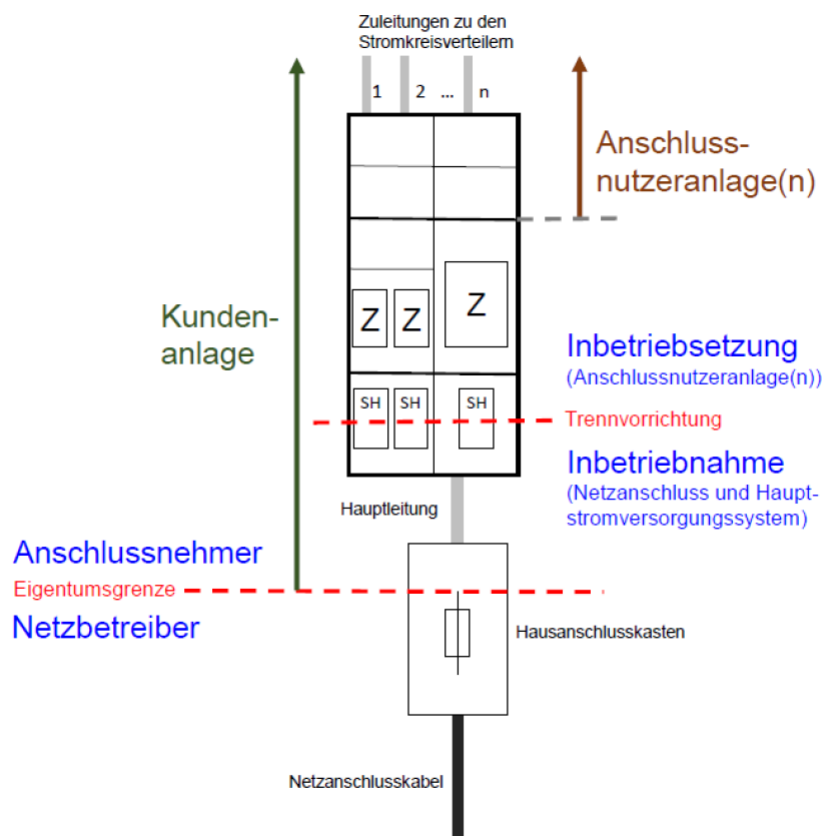 Zuleitungen zu den
Stromkreisverteilern
1 2 ... n
Anschluss-
nutzeranlage(n)
Kunden-
anlage
Z Z Z
Inbetriebsetzung
(Anschlussnutzeranlage(n))
SH SH SH
Trennvorrichtung
Inbetriebnahme
(Netzanschluss und Haupt-
stromversorgungssystem)
Hauptleitung
Anschlussnehmer
Eigentumsgrenze
Netzbetreiber
Hausanschlusskasten
Netzanschlusskabel